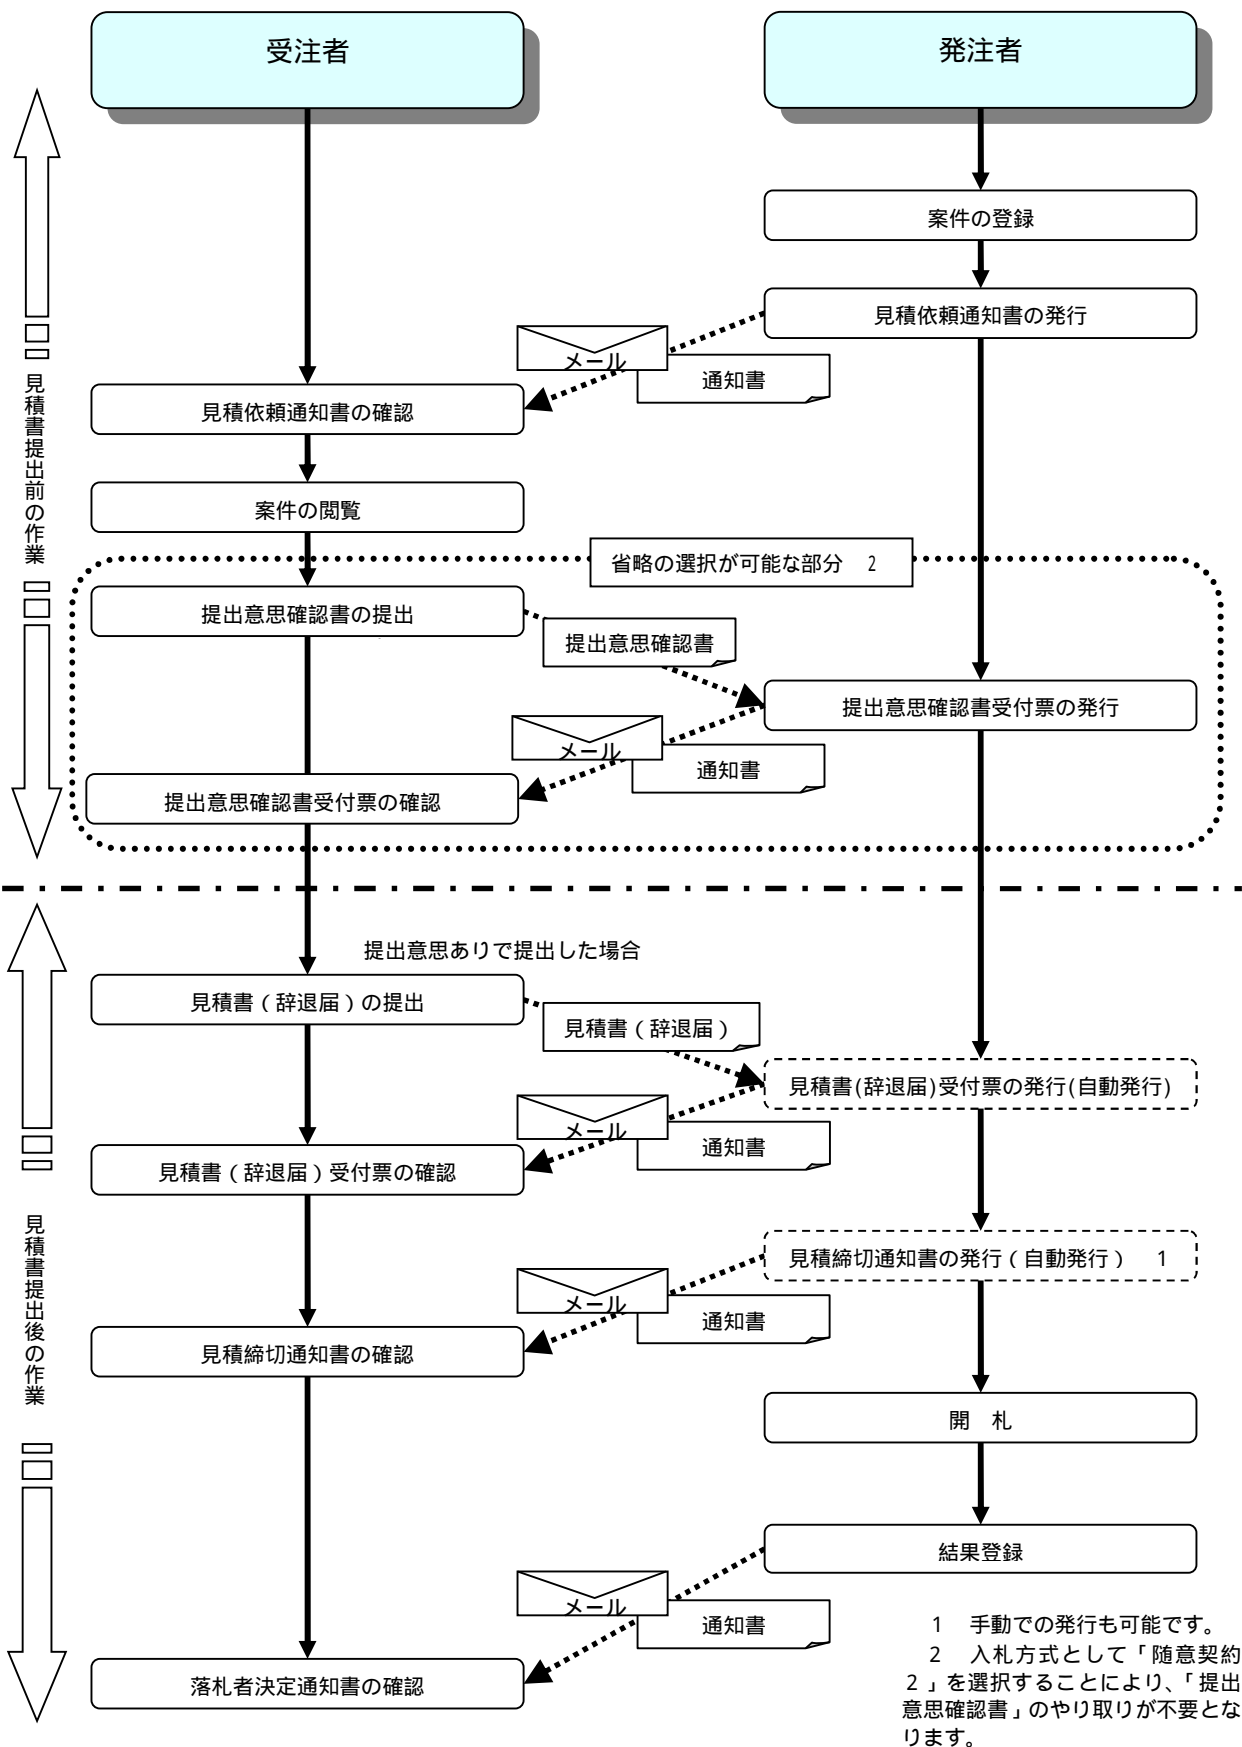 受注者
発注者
案件の登録
見積依頼通知書の発行
メール
通知書
見積依頼通知書の確認
案件の閲覧
見積書提出前の作業
省略の選択が可能な部分　2
提出意思確認書の提出
提出意思確認書
提出意思確認書受付票の発行
メール
通知書
提出意思確認書受付票の確認
提出意思ありで提出した場合
見積書（辞退届）の提出
見積書（辞退届）
見積書(辞退届)受付票の発行(自動発行)
メール
通知書
見積書（辞退届）受付票の確認
見積書提出後の作業
見積締切通知書の発行（自動発行）　1
メール
通知書
見積締切通知書の確認
開　札
結果登録
メール
通知書
落札者決定通知書の確認
1　手動での発行も可能です。
2　入札方式として「随意契約
２」を選択することにより、「提出
意思確認書」のやり取りが不要とな
ります。